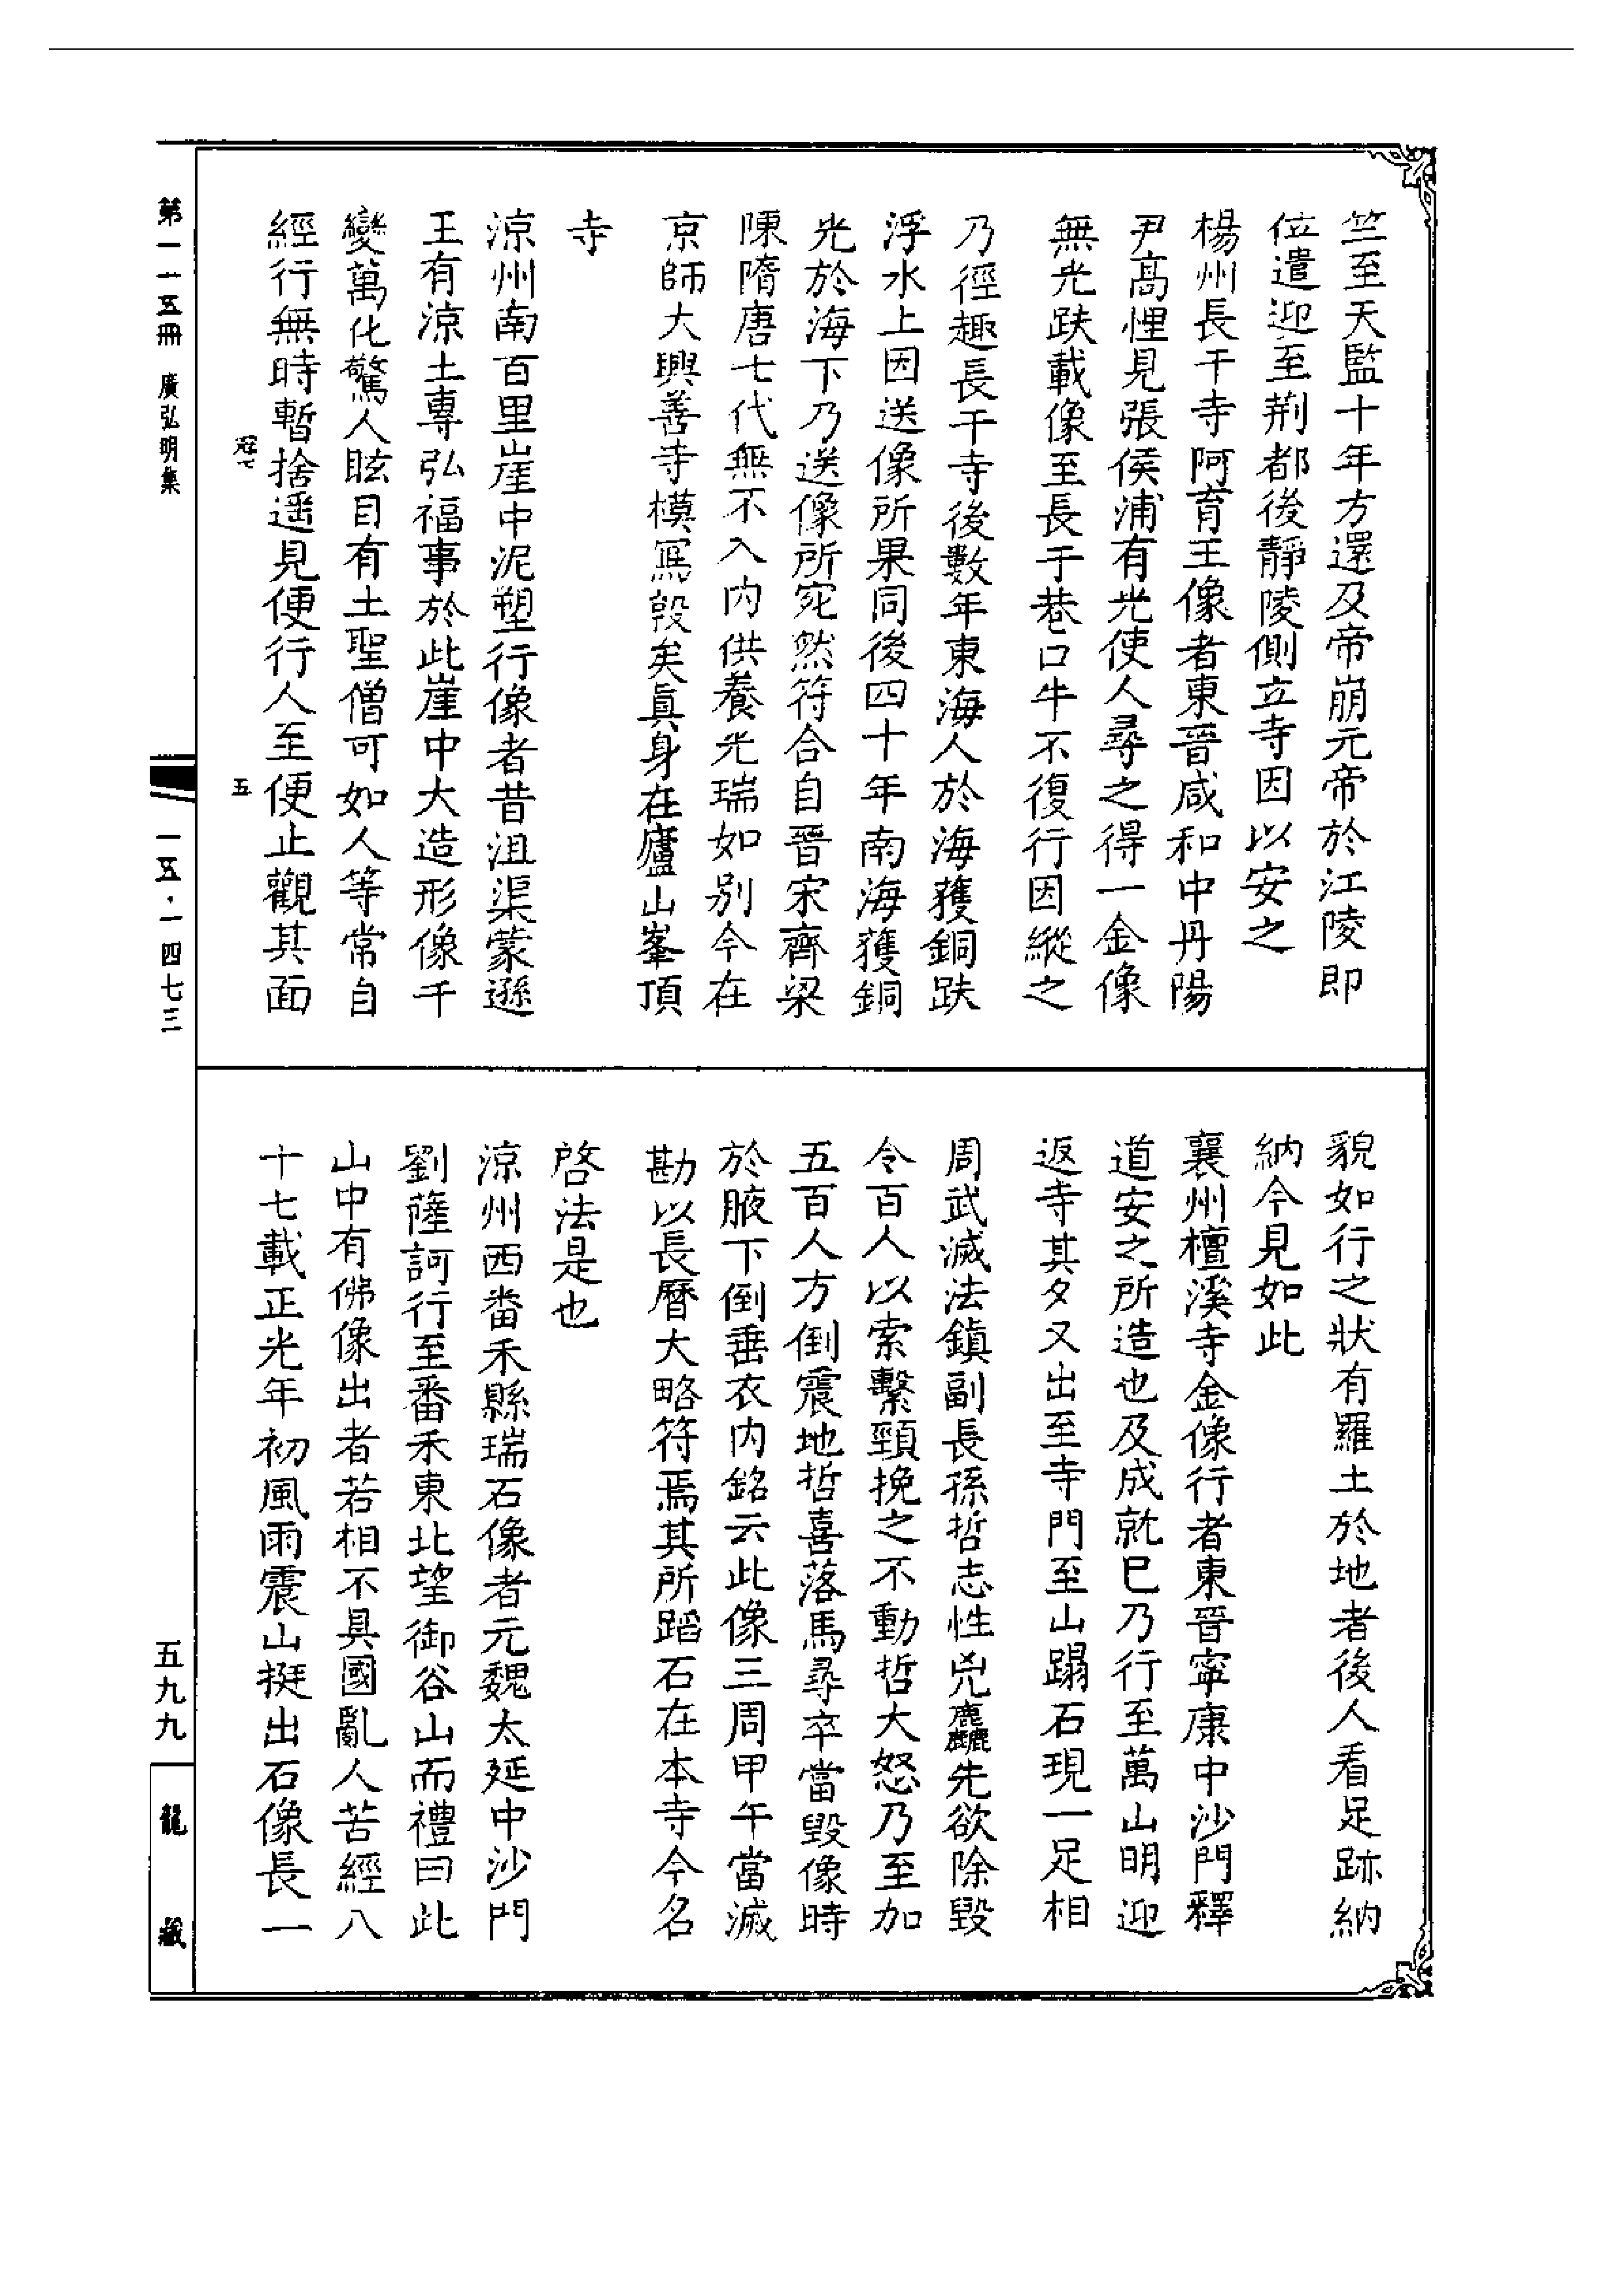 竺至天監十年方還及帝崩元帝於江陵即
位遣迎至荆都後靜陵側立寺因以安之
楊州長干寺阿育王像者東晉咸和中丹陽
尹高悝見張侯浦有光使人尋之得一金像
無光趺載像至長干巷口牛不復行因縱之
乃徑趣長干寺後數年東海人於海獲銅趺
浮水上因送像所果同後四十年南海獲銅
光於海下乃送像所宛然符合自晉宋齊梁
陳隋唐七代無不入内供養光瑞如别今在
京師大興善寺模寫毀矣真身在廬山峯頂
寺
涼州南百里崖中泥塑行像者昔沮渠蒙遜
王有涼土專弘福事於此崖中大造形像千
變萬化驚人眩目有土聖僧可如人等常自
經行無時暫捨遥見便行人至便止觀其面
貌如行之狀有羅土於地者後人看足跡納
納今見如此
襄州檀溪寺金像行者東晉寧康中沙門釋
道安之所造也及成就已乃行至萬山明迎
返寺其夕又出至寺門至山蹋石現一足相
周武滅法鎮副長孫哲志性兇麤先欲除毀
令百人以索繫頸挽之不動哲大怒乃至加
五百人方倒震地哲喜落馬尋卒當毀像時
於腋下倒垂衣内銘云此像三周甲午當滅
勘以長曆大略符焉其所蹈石在本寺今名
啓法是也
涼州西畨禾縣瑞石像者元魏太延中沙門
劉薩訶行至番禾東北望御谷山而禮曰此
山中有佛像出者若相不具國亂人苦經八
十七載正光年初風雨震山挺出石像長一
第一一五冊 廣弘明集
冠七
五
一五·一四七三
五九九
龍藏